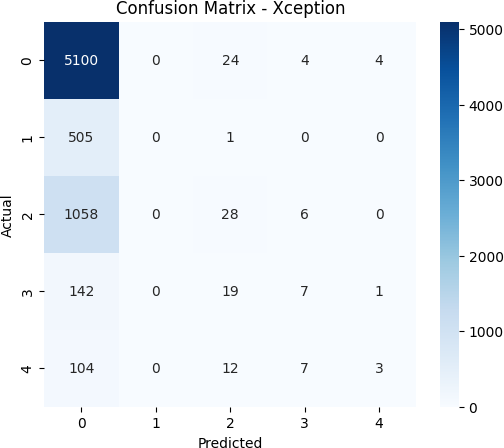 Confusion Matrix - Xception
0 5100 0 24 4 4
1 505 0 1 0 0
2 1058 0 28 6 0
3 142 0 19 7 1
4 104 0 12 7 3
0 1 2 3 4
Predicted
Actual
5000
4000
3000
2000
1000
0